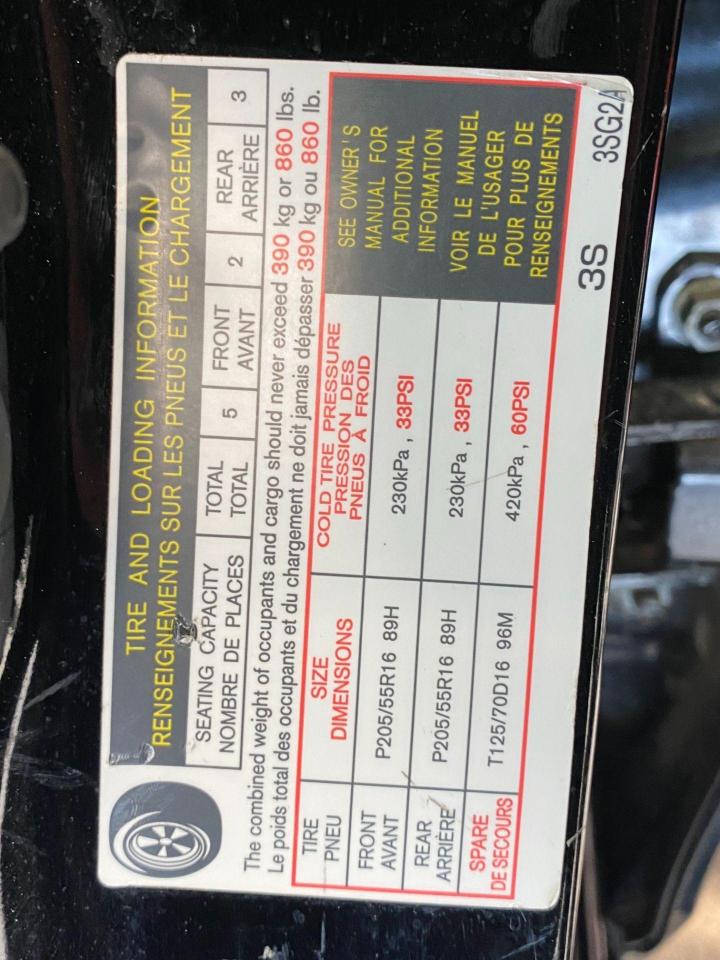 TIRE AND LOADING INFORMATION
RENSEIGNEMENTS SUR LES PNEUS ET LE CHARGEMENT
SEATING CAPACITY TOTAL 5 FRONT 2 REAR 3
NOMBRE DE PLACES TOTAL AVANT ARRIÈRE
The combined weight of occupants and cargo should never exceed 390 kg or 860 lbs.
Le poids total des occupants et du chargement ne doit jamais dépasser 390 kg ou 860 lb.
TIRE
PNEU
SIZE
DIMENSIONS
COLD TIRE PRESSURE
PRESSION DES
PNEUS À FROID
FRONT
AVANT
P205/55R16 89H
230kPa , 33PSI
REAR
ARRIÈRE
P205/55R16 89H
230kPa , 33PSI
SPARE
DE SECOURS
T125/70D16 96M
420kPa , 60PSI
SEE OWNER'S
MANUAL FOR
ADDITIONAL
INFORMATION
VOIR LE MANUEL
DE L'USAGER
POUR PLUS DE
RENSEIGNEMENTS
3S 3SG2A